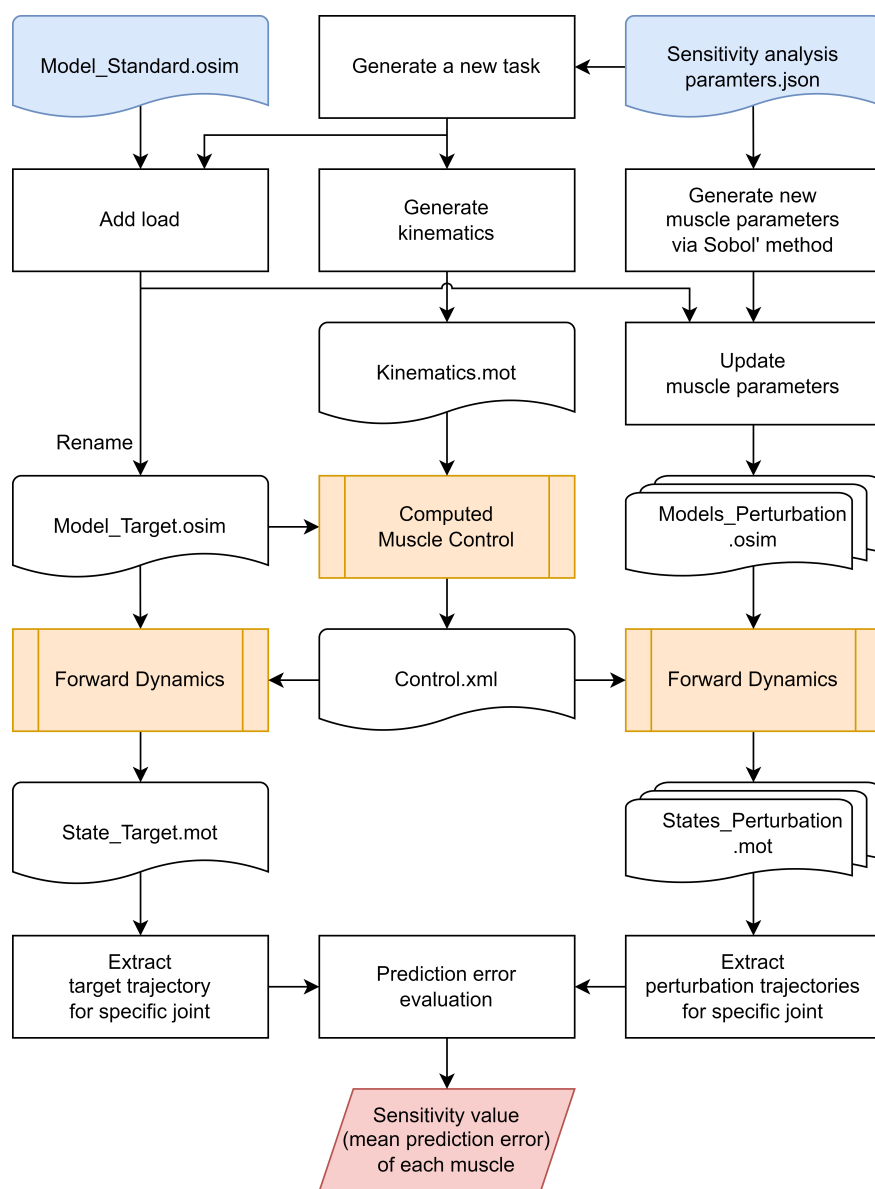 Model_Standard.osim
Generate a new task
Sensitivity analysis
paramters.json
Add load
Generate
kinematics
Generate new
muscle parameters
via Sobol' method
Kinematics.mot
Update
muscle parameters
Rename
Model_Target.osim
Computed
Muscle Control
Models_Perturbation
.osim
Forward Dynamics
Control.xml
Forward Dynamics
State_Target.mot
States_Perturbation
.mot
Extract
target trajectory
for specific joint
Prediction error
evaluation
Extract
perturbation trajectories
for specific joint
Sensitivity value
(mean prediction error)
of each muscle